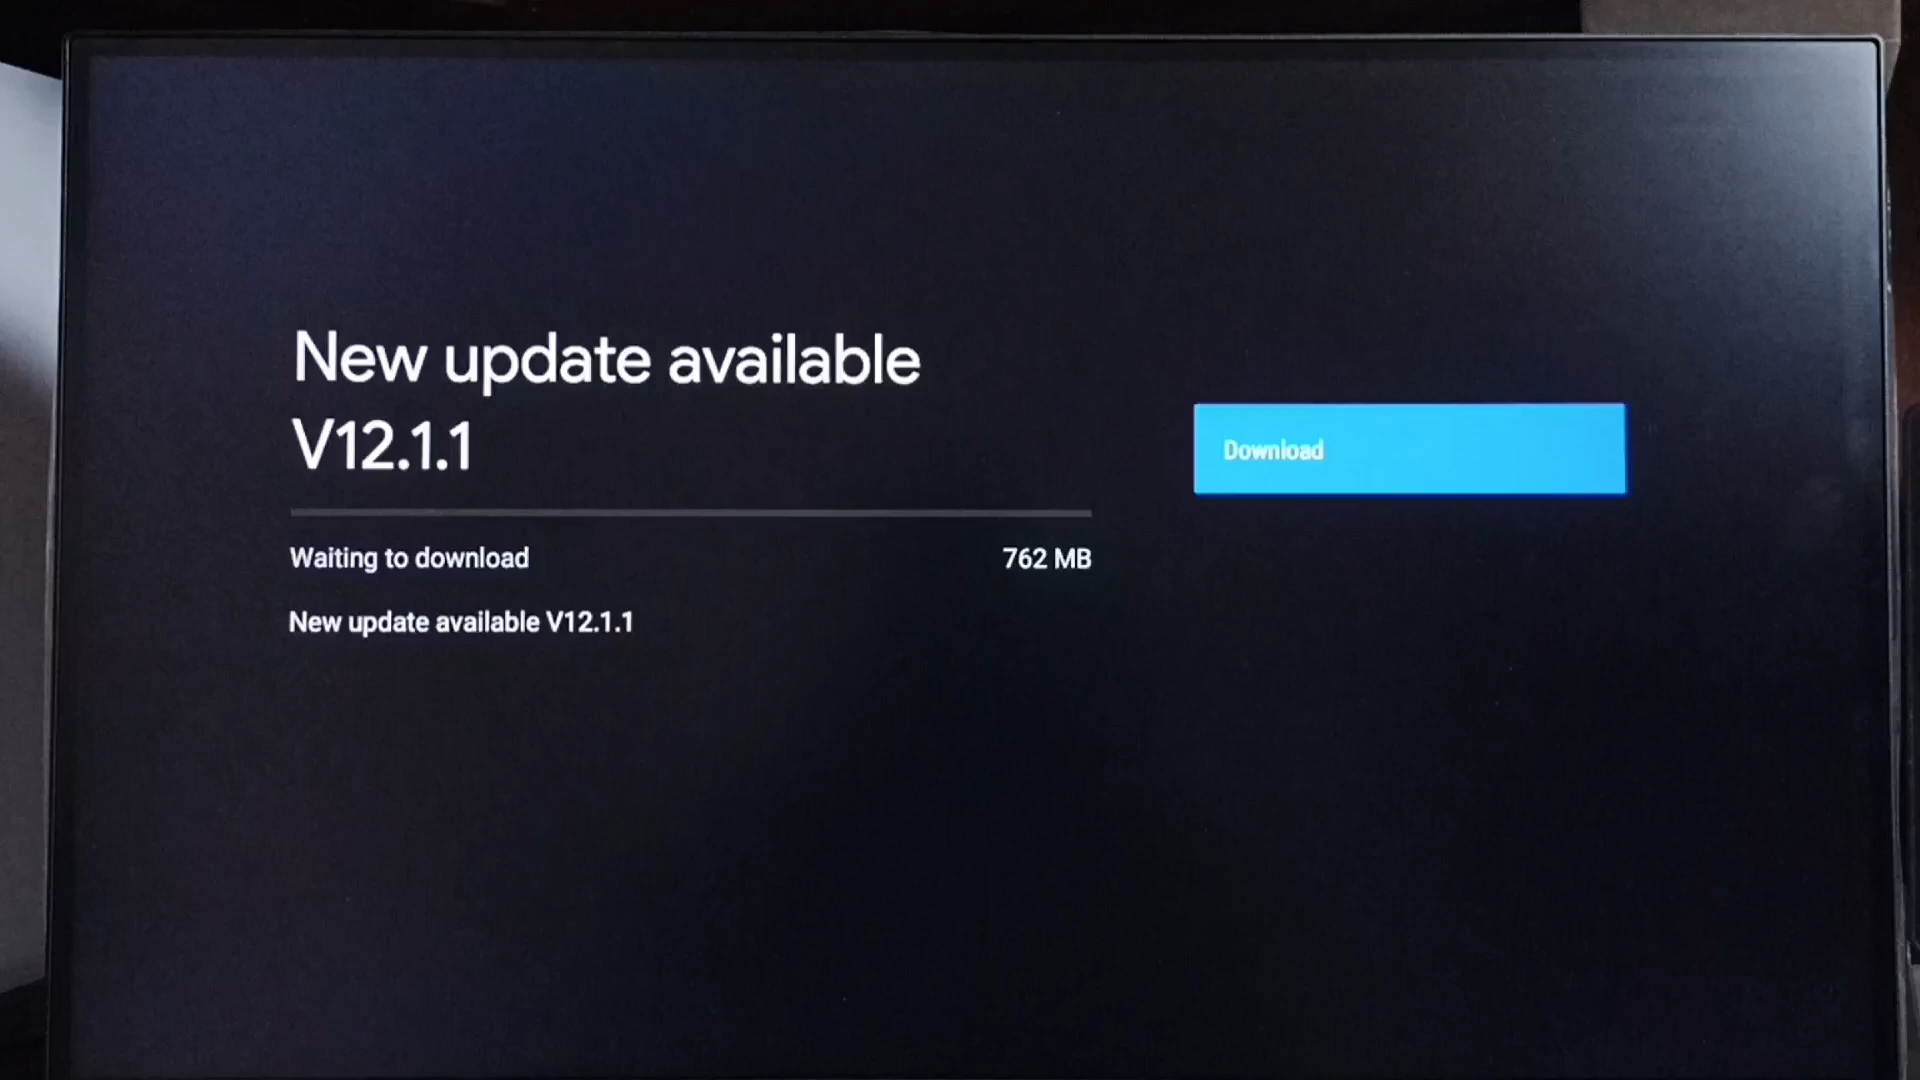 New update available
V12.1.1
Download
Waiting to download 762 MB
New update available V12.1.1